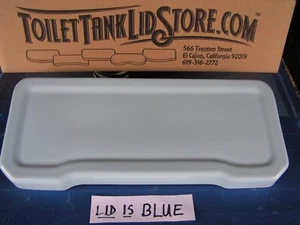 TOILETTANKLIDSTORE.COM
566 Trenton Street
El Cajon, California 92019
619-316-2772
LID IS BLUE